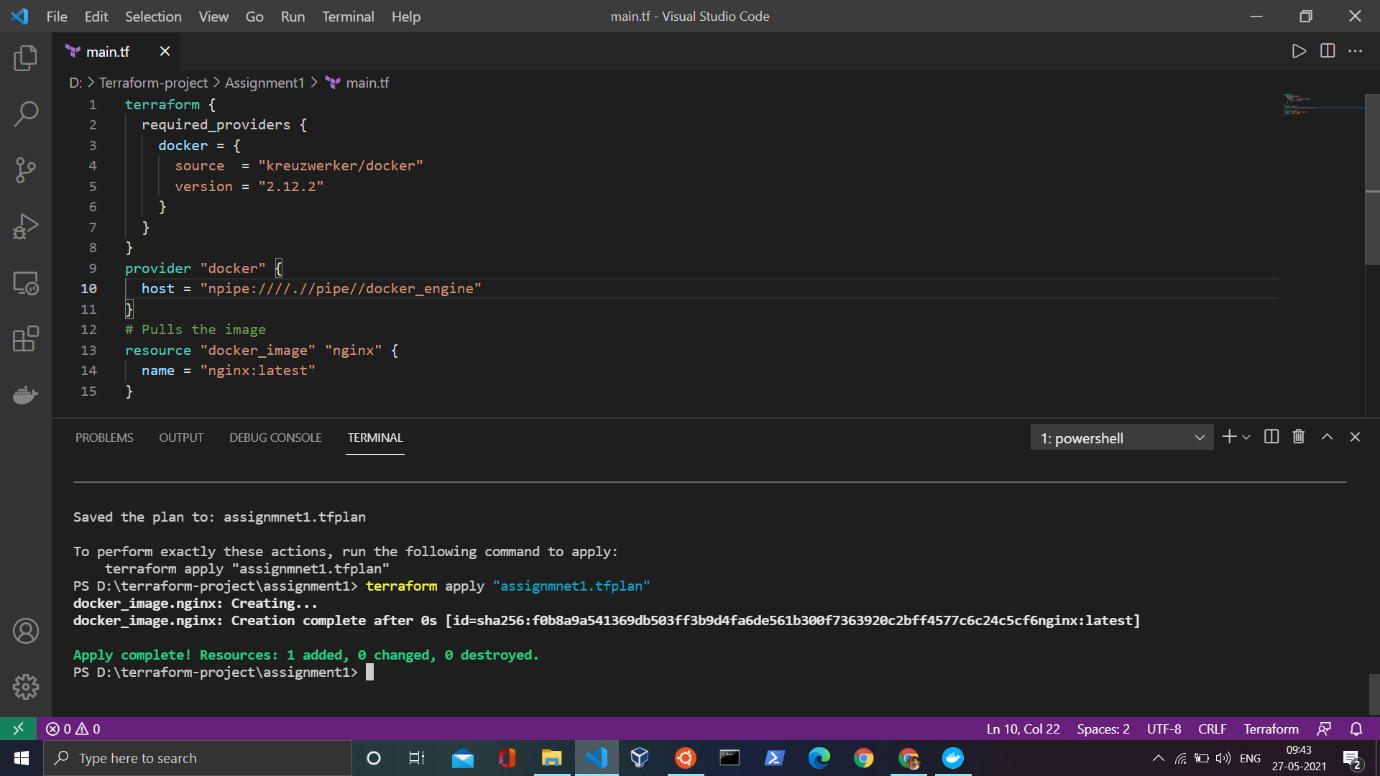 File Edit Selection View Go Run Terminal Help
main.tf - Visual Studio Code
main.tf
D: > Terraform-project > Assignment1 > main.tf
1 terraform {
2 required_providers {
3 docker = {
4 source = "kreuzwerker/docker"
5 version = "2.12.2"
6 }
7 }
8 }
9 provider "docker" {
10 host = "npipe:////.//pipe//docker_engine"
11 }
12 # Pulls the image
13 resource "docker_image" "nginx" {
14 name = "nginx:latest"
15 }
PROBLEMS OUTPUT DEBUG CONSOLE TERMINAL
1: powershell
Saved the plan to: assignmnet1.tfplan
To perform exactly these actions, run the following command to apply:
terraform apply "assignmnet1.tfplan"
PS D:\terraform-project\assignment1> terraform apply "assignmnet1.tfplan"
docker_image.nginx: Creating...
docker_image.nginx: Creation complete after 0s [id=sha256:f0b8a9a541369db503ff3b9d4fa6de561b300f7363920c2bff4577c6c24c5cf6nginx:latest]
Apply complete! Resources: 1 added, 0 changed, 0 destroyed.
PS D:\terraform-project\assignment1>
0 0
Ln 10, Col 22 Spaces: 2 UTF-8 CRLF Terraform
Type here to search
ENG
09:43
27-05-2021
2